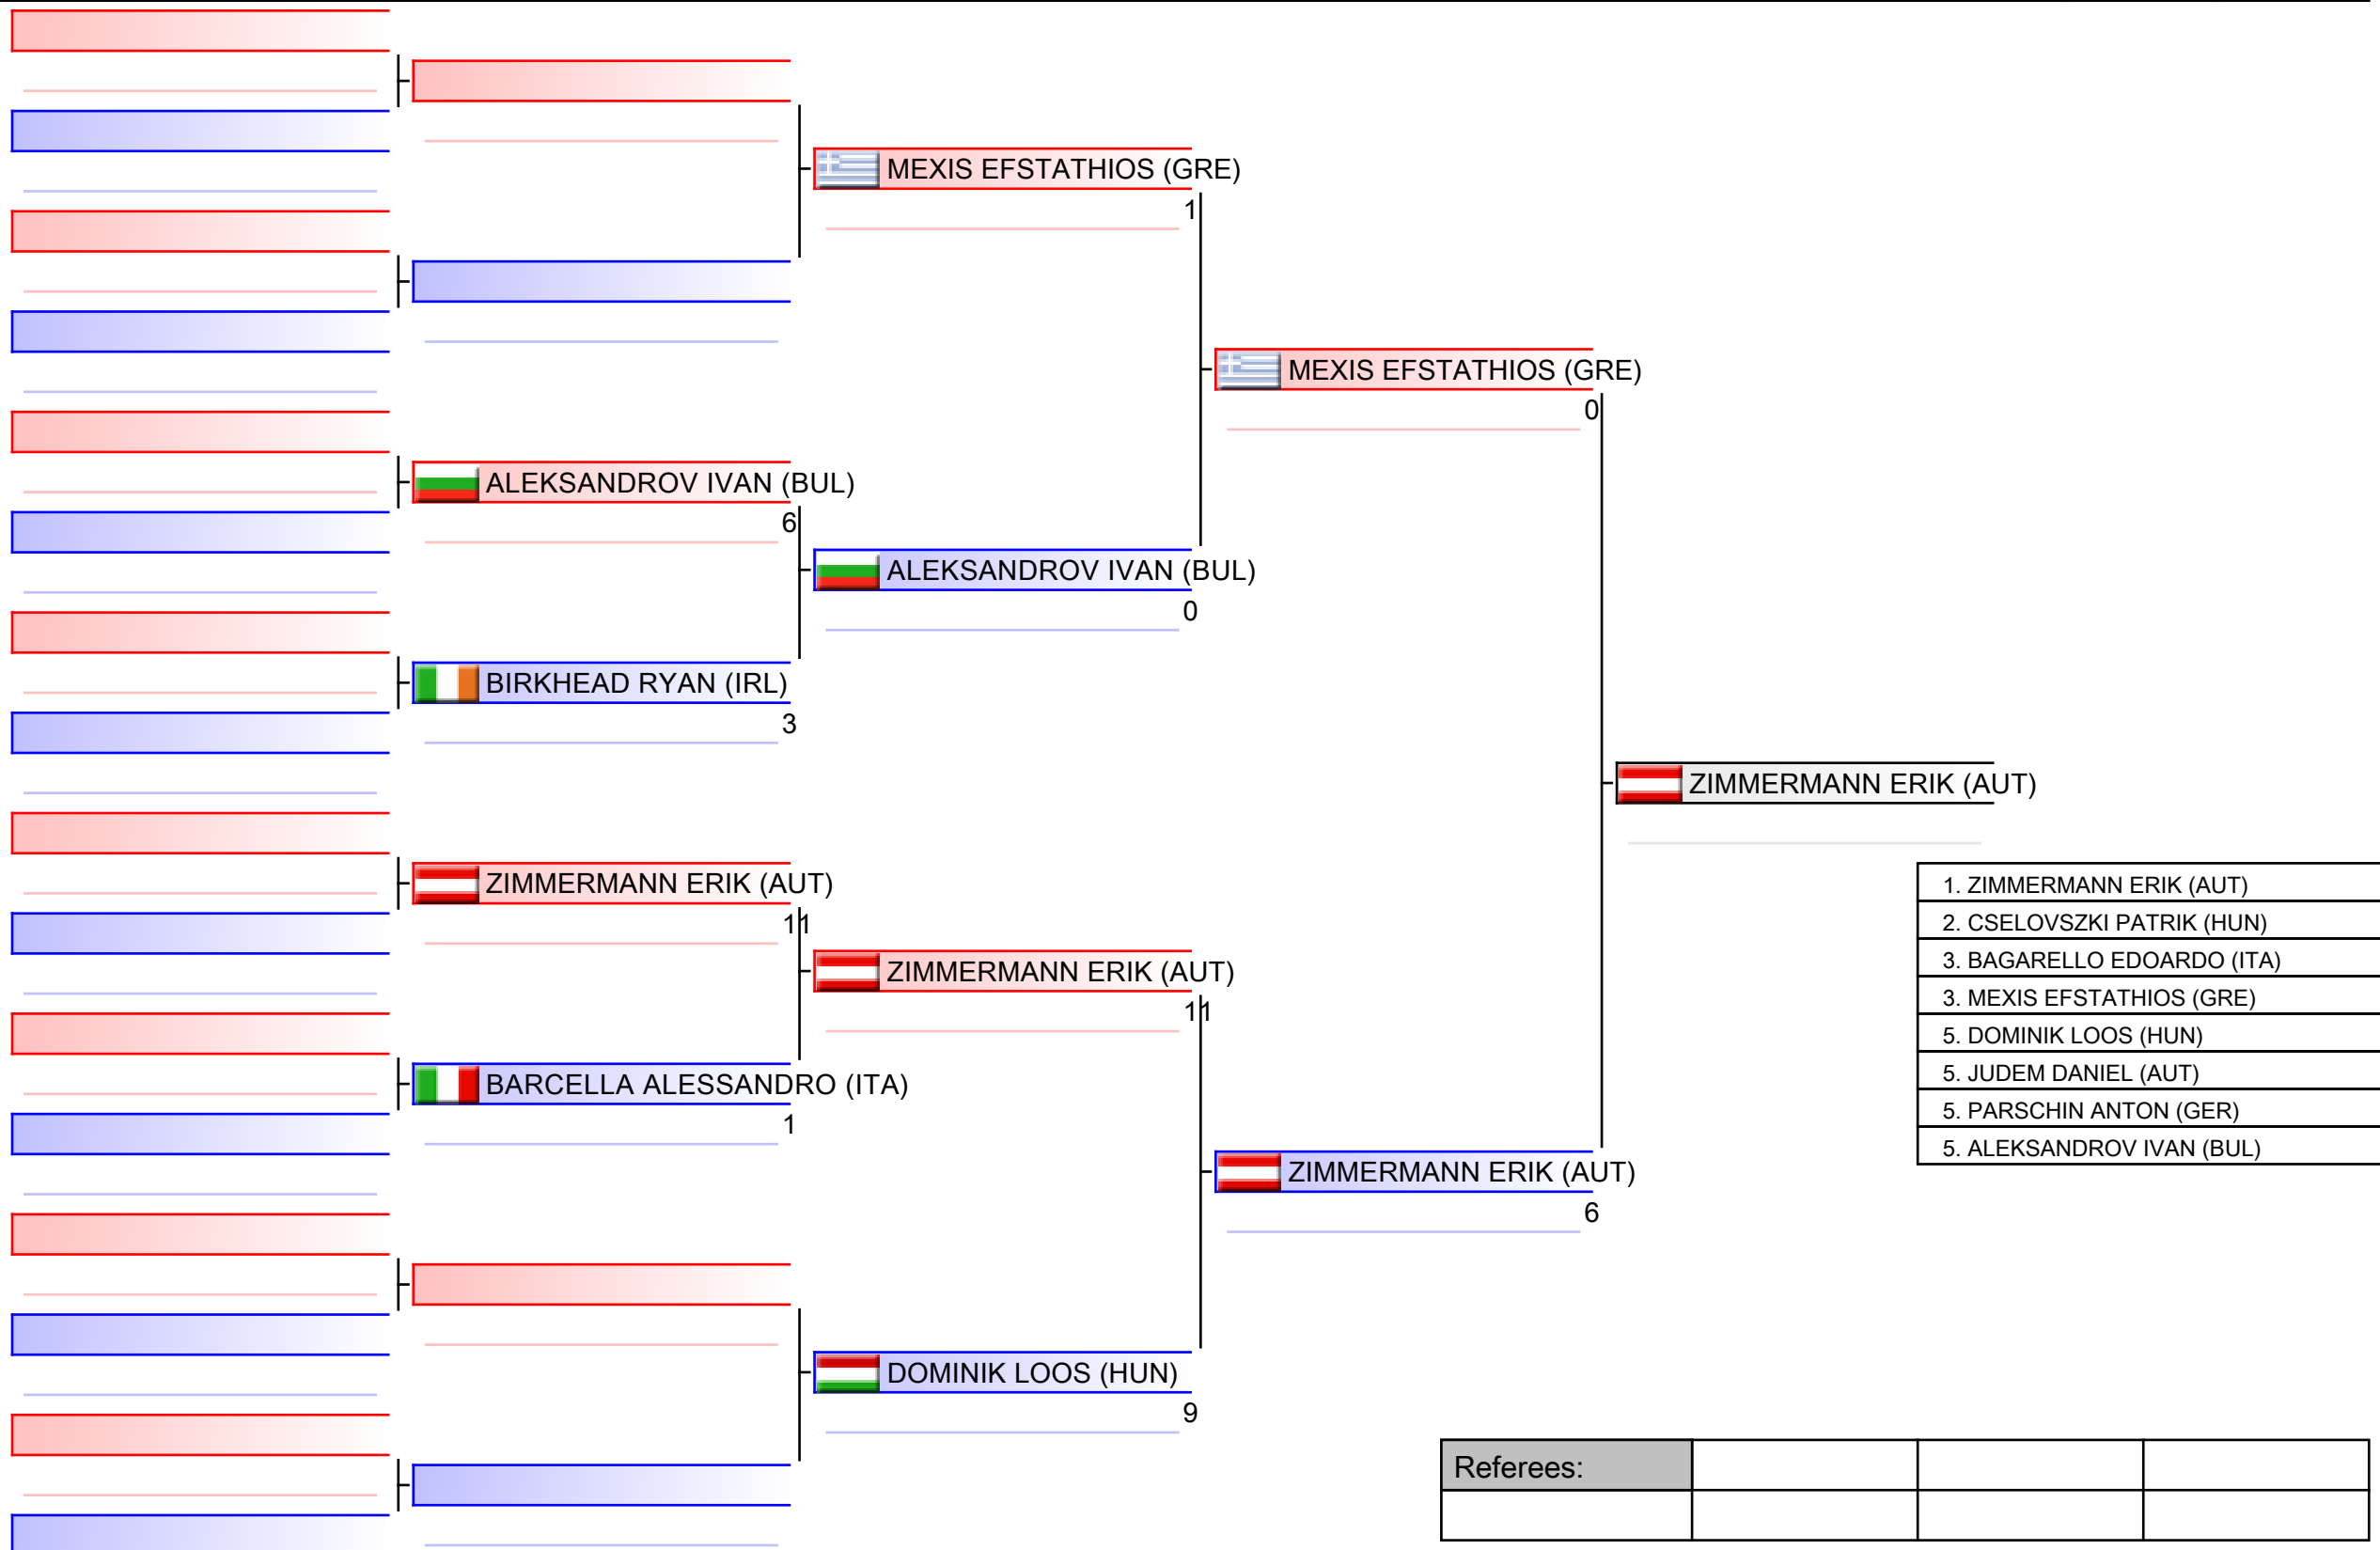 MEXIS EFSTATHIOS (GRE)
1
MEXIS EFSTATHIOS (GRE)
0
ALEKSANDROV IVAN (BUL)
6
ALEKSANDROV IVAN (BUL)
0
BIRKHEAD RYAN (IRL)
3
ZIMMERMANN ERIK (AUT)
ZIMMERMANN ERIK (AUT)
11
ZIMMERMANN ERIK (AUT)
11
BARCELLA ALESSANDRO (ITA)
1
ZIMMERMANN ERIK (AUT)
6
DOMINIK LOOS (HUN)
9
1. ZIMMERMANN ERIK (AUT)
2. CSELOVSZKI PATRIK (HUN)
3. BAGARELLO EDOARDO (ITA)
3. MEXIS EFSTATHIOS (GRE)
5. DOMINIK LOOS (HUN)
5. JUDEM DANIEL (AUT)
5. PARSCHIN ANTON (GER)
5. ALEKSANDROV IVAN (BUL)
Referees: